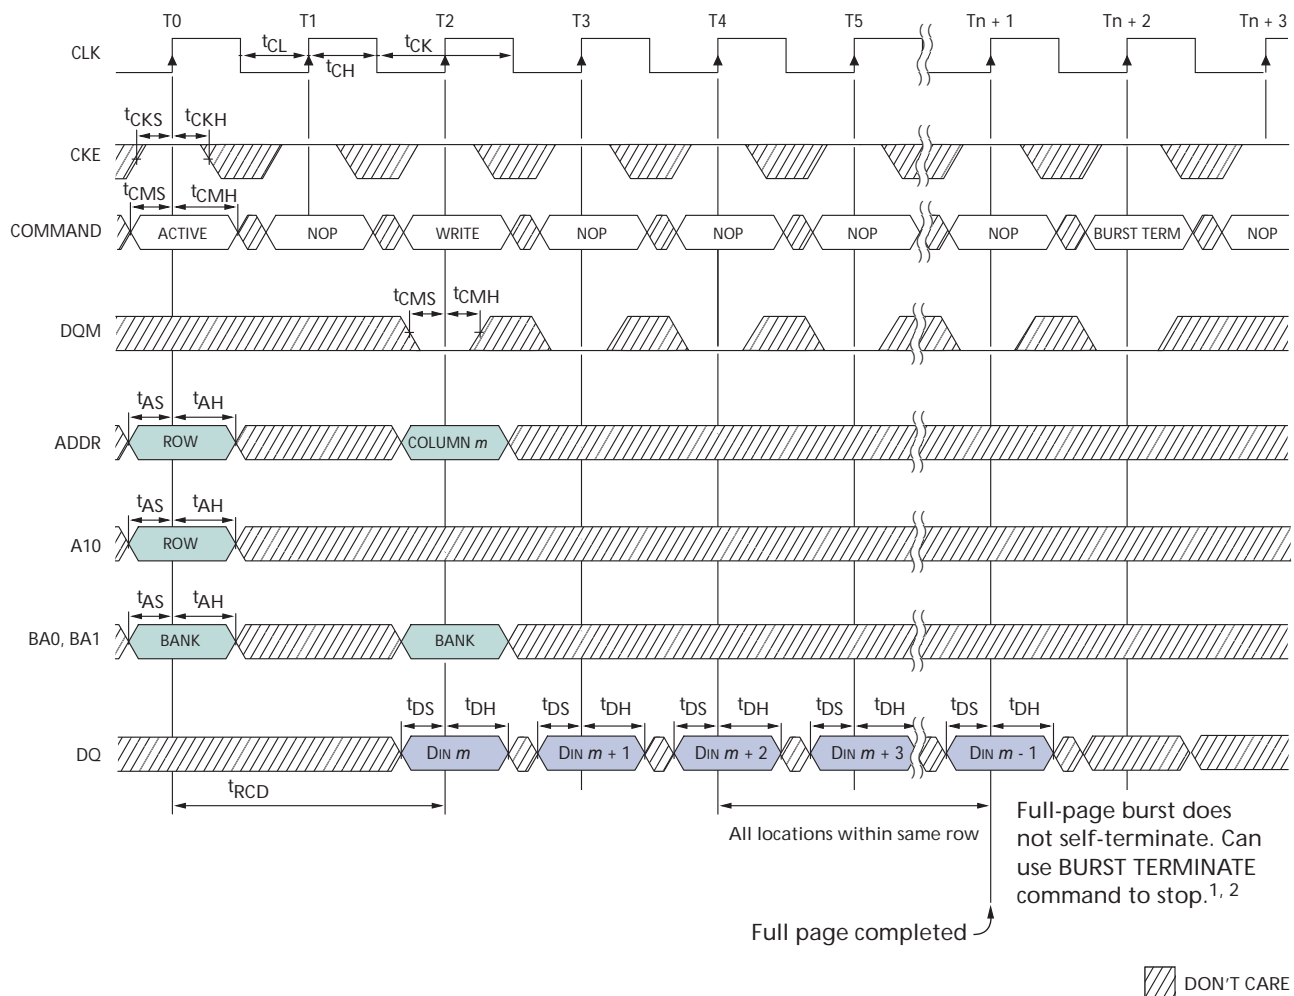 T0 T1 T2 T3 T4 T5 Tn + 1 Tn + 2 Tn + 3
CLK tCL tCH tCK
tCKS tCKH
CKE
tCMS tCMH
COMMAND ACTIVE NOP WRITE NOP NOP NOP NOP BURST TERM NOP
tCMS tCMH
DQM
tAS tAH
ADDR ROW COLUMN m
tAS tAH
A10 ROW
tAS tAH
BA0, BA1 BANK BANK
tDS tDH tDS tDH tDS tDH tDS tDH tDS tDH
DQ DIN m DIN m + 1 DIN m + 2 DIN m + 3 DIN m - 1
tRCD
All locations within same row
Full-page burst does
not self-terminate. Can
use BURST TERMINATE
command to stop.1, 2
Full page completed
DON'T CARE